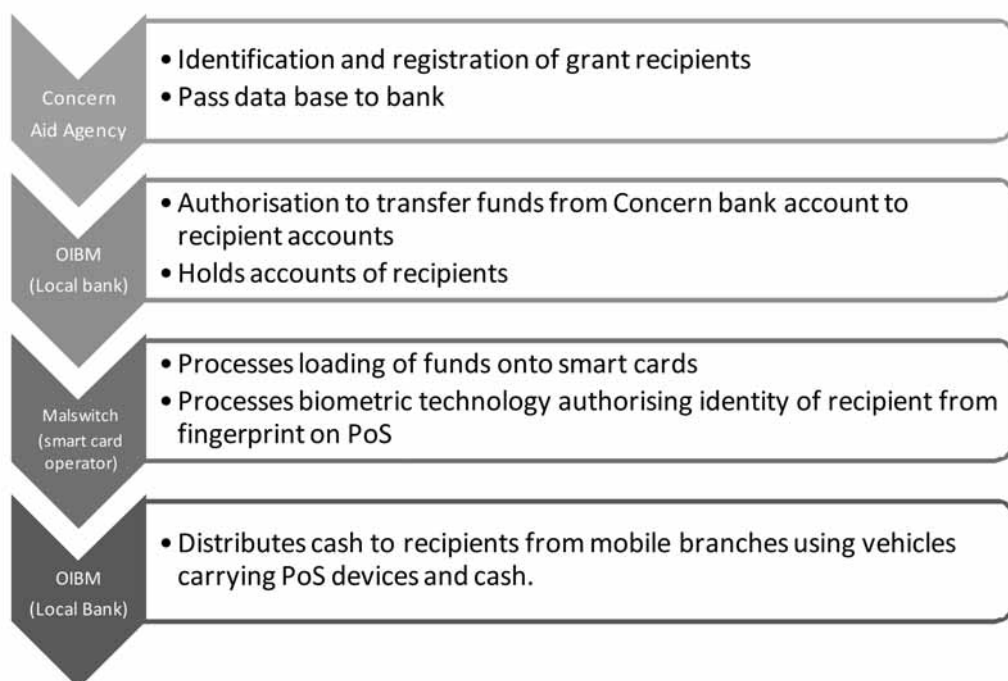 Concern
Aid Agency
• Identification and registration of grant recipients
• Pass data base to bank
OIBM
(Local bank)
• Authorisation to transfer funds from Concern bank account to
recipient accounts
• Holds accounts of recipients
Malswitch
(smart card
operator)
• Processes loading of funds onto smart cards
• Processes biometric technology authorising identity of recipient from
fingerprint on PoS
OIBM
(Local Bank)
• Distributes cash to recipients from mobile branches using vehicles
carrying PoS devices and cash.